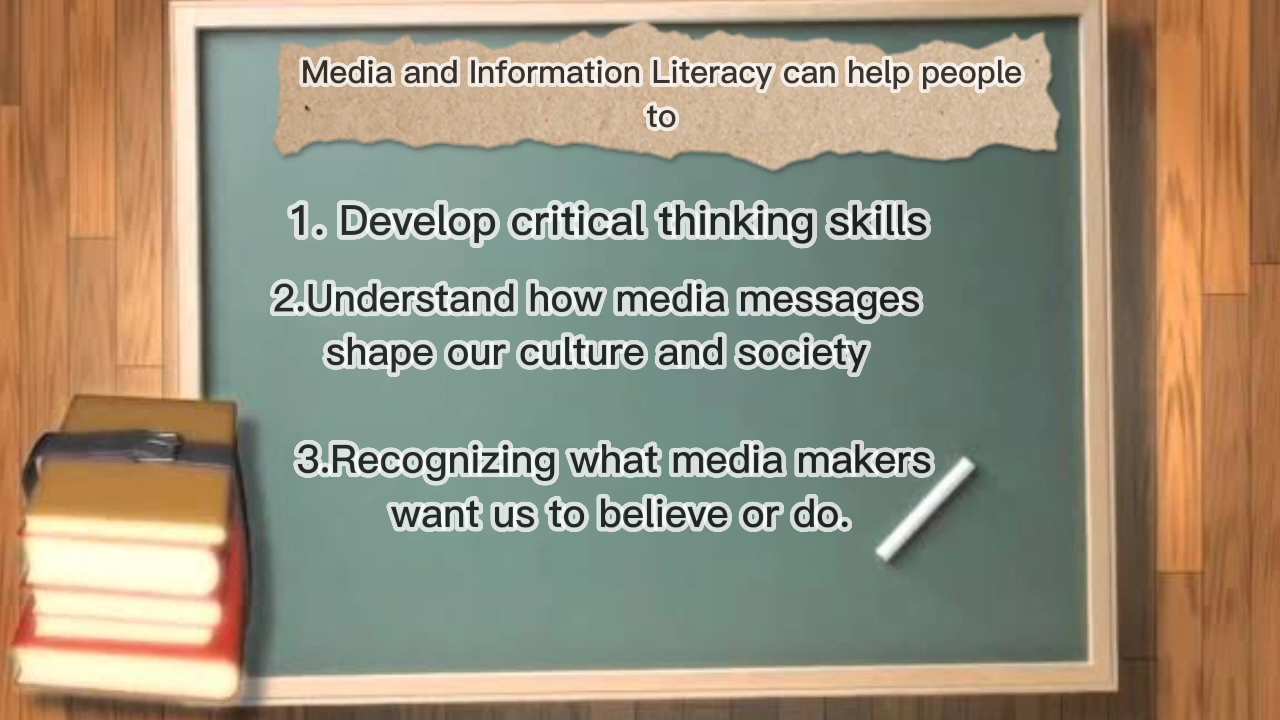 Media and Information Literacy can help people
to
1. Develop critical thinking skills
2.Understand how media messages
shape our culture and society
3.Recognizing what media makers
want us to believe or do.